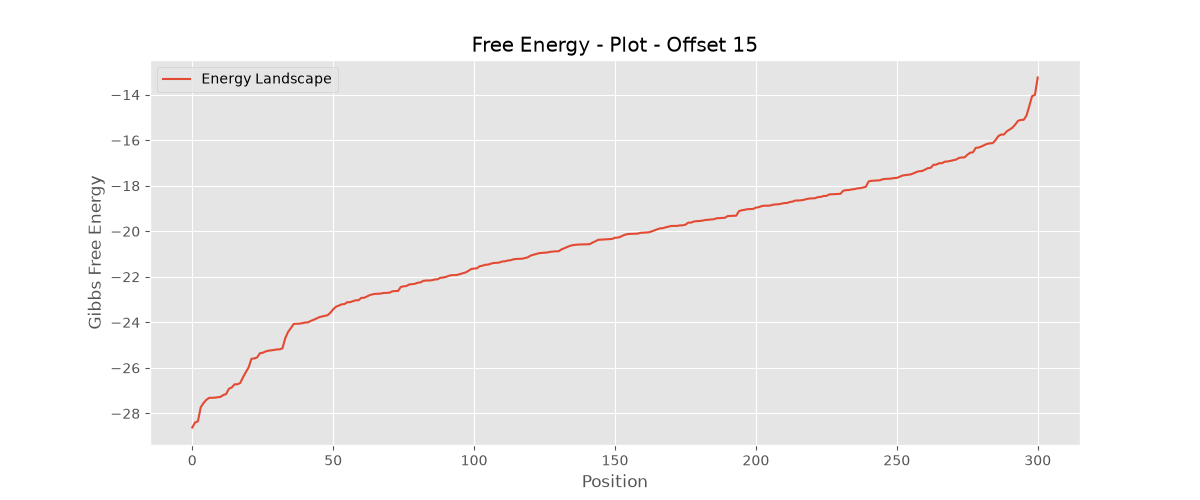 Free Energy - Plot - Offset 15
Energy Landscape
Gibbs Free Energy
−14
−16
−18
−20
−22
−24
−26
−28
0 50 100 150 200 250 300
Position